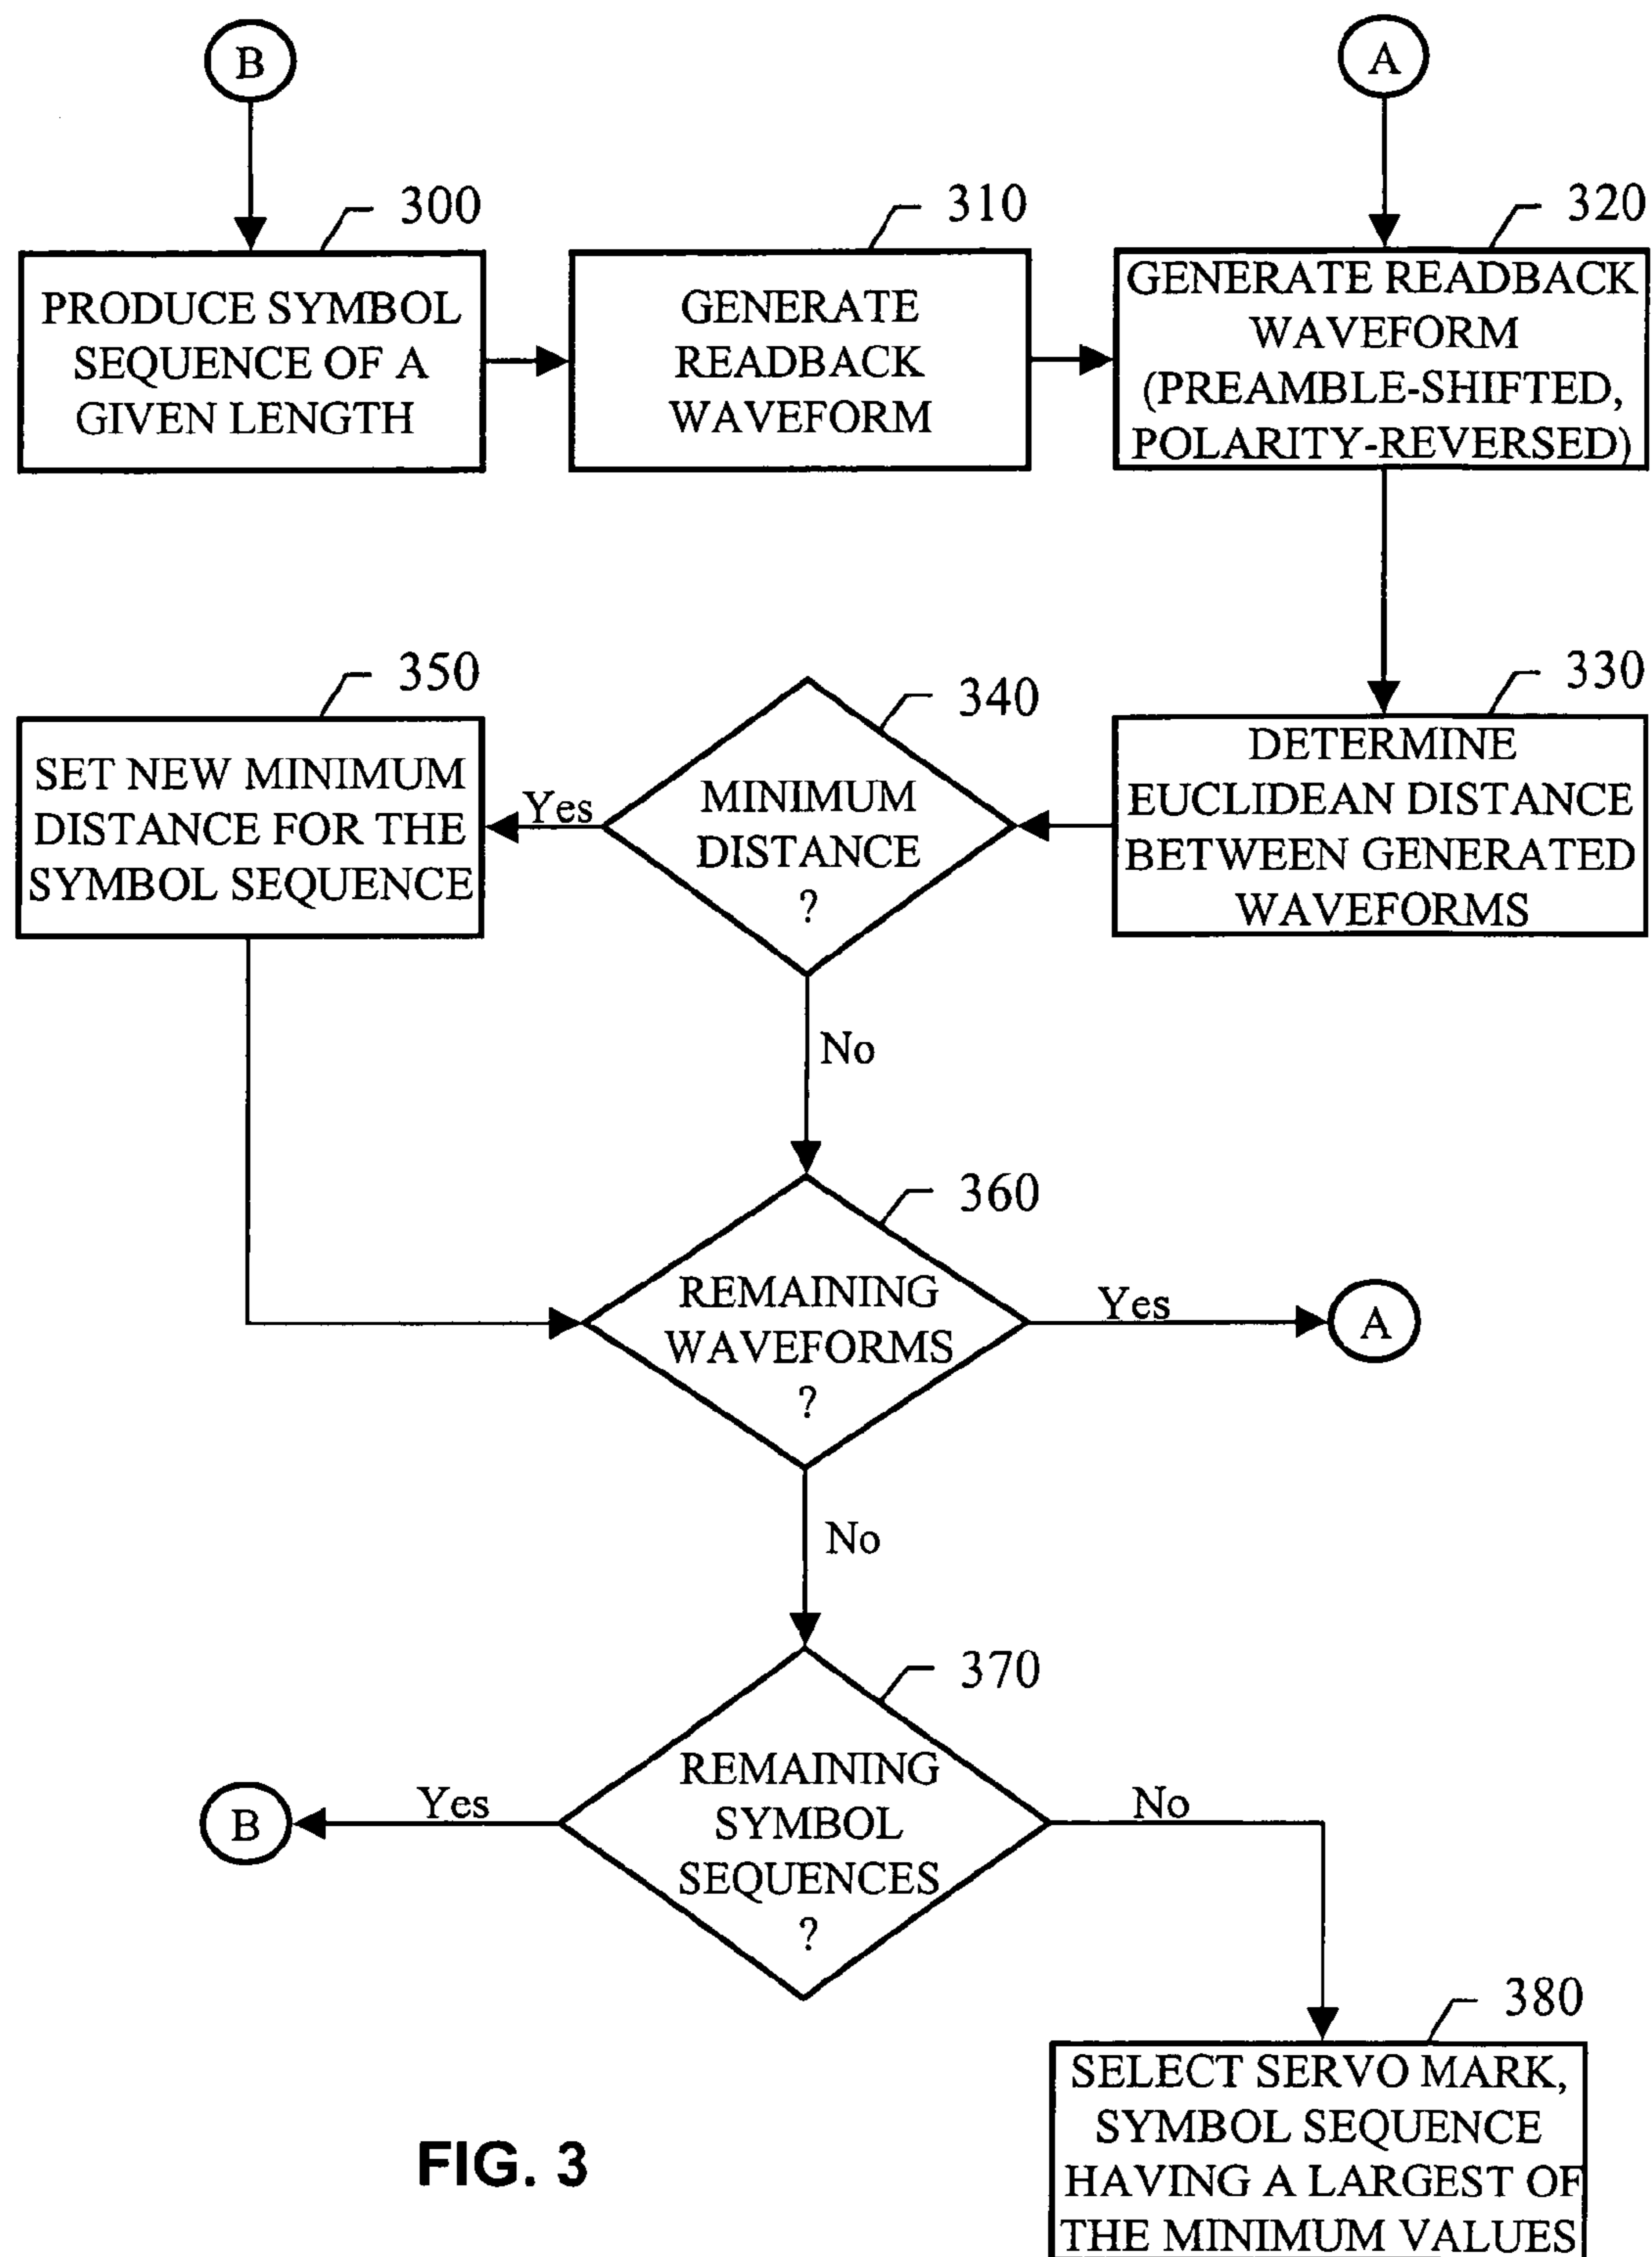 B
A
300
310
320
PRODUCE SYMBOL
SEQUENCE OF A
GIVEN LENGTH
GENERATE
READBACK
WAVEFORM
GENERATE READBACK
WAVEFORM
(PREAMBLE-SHIFTED,
POLARITY-REVERSED)
350
340
330
SET NEW MINIMUM
DISTANCE FOR THE
SYMBOL SEQUENCE
Yes
MINIMUM
DISTANCE
?
DETERMINE
EUCLIDEAN DISTANCE
BETWEEN GENERATED
WAVEFORMS
No
360
REMAINING
WAVEFORMS
?
Yes
A
No
370
B
Yes
REMAINING
SYMBOL
SEQUENCES
?
No
380
SELECT SERVO MARK,
SYMBOL SEQUENCE
HAVING A LARGEST OF
THE MINIMUM VALUES
FIG. 3